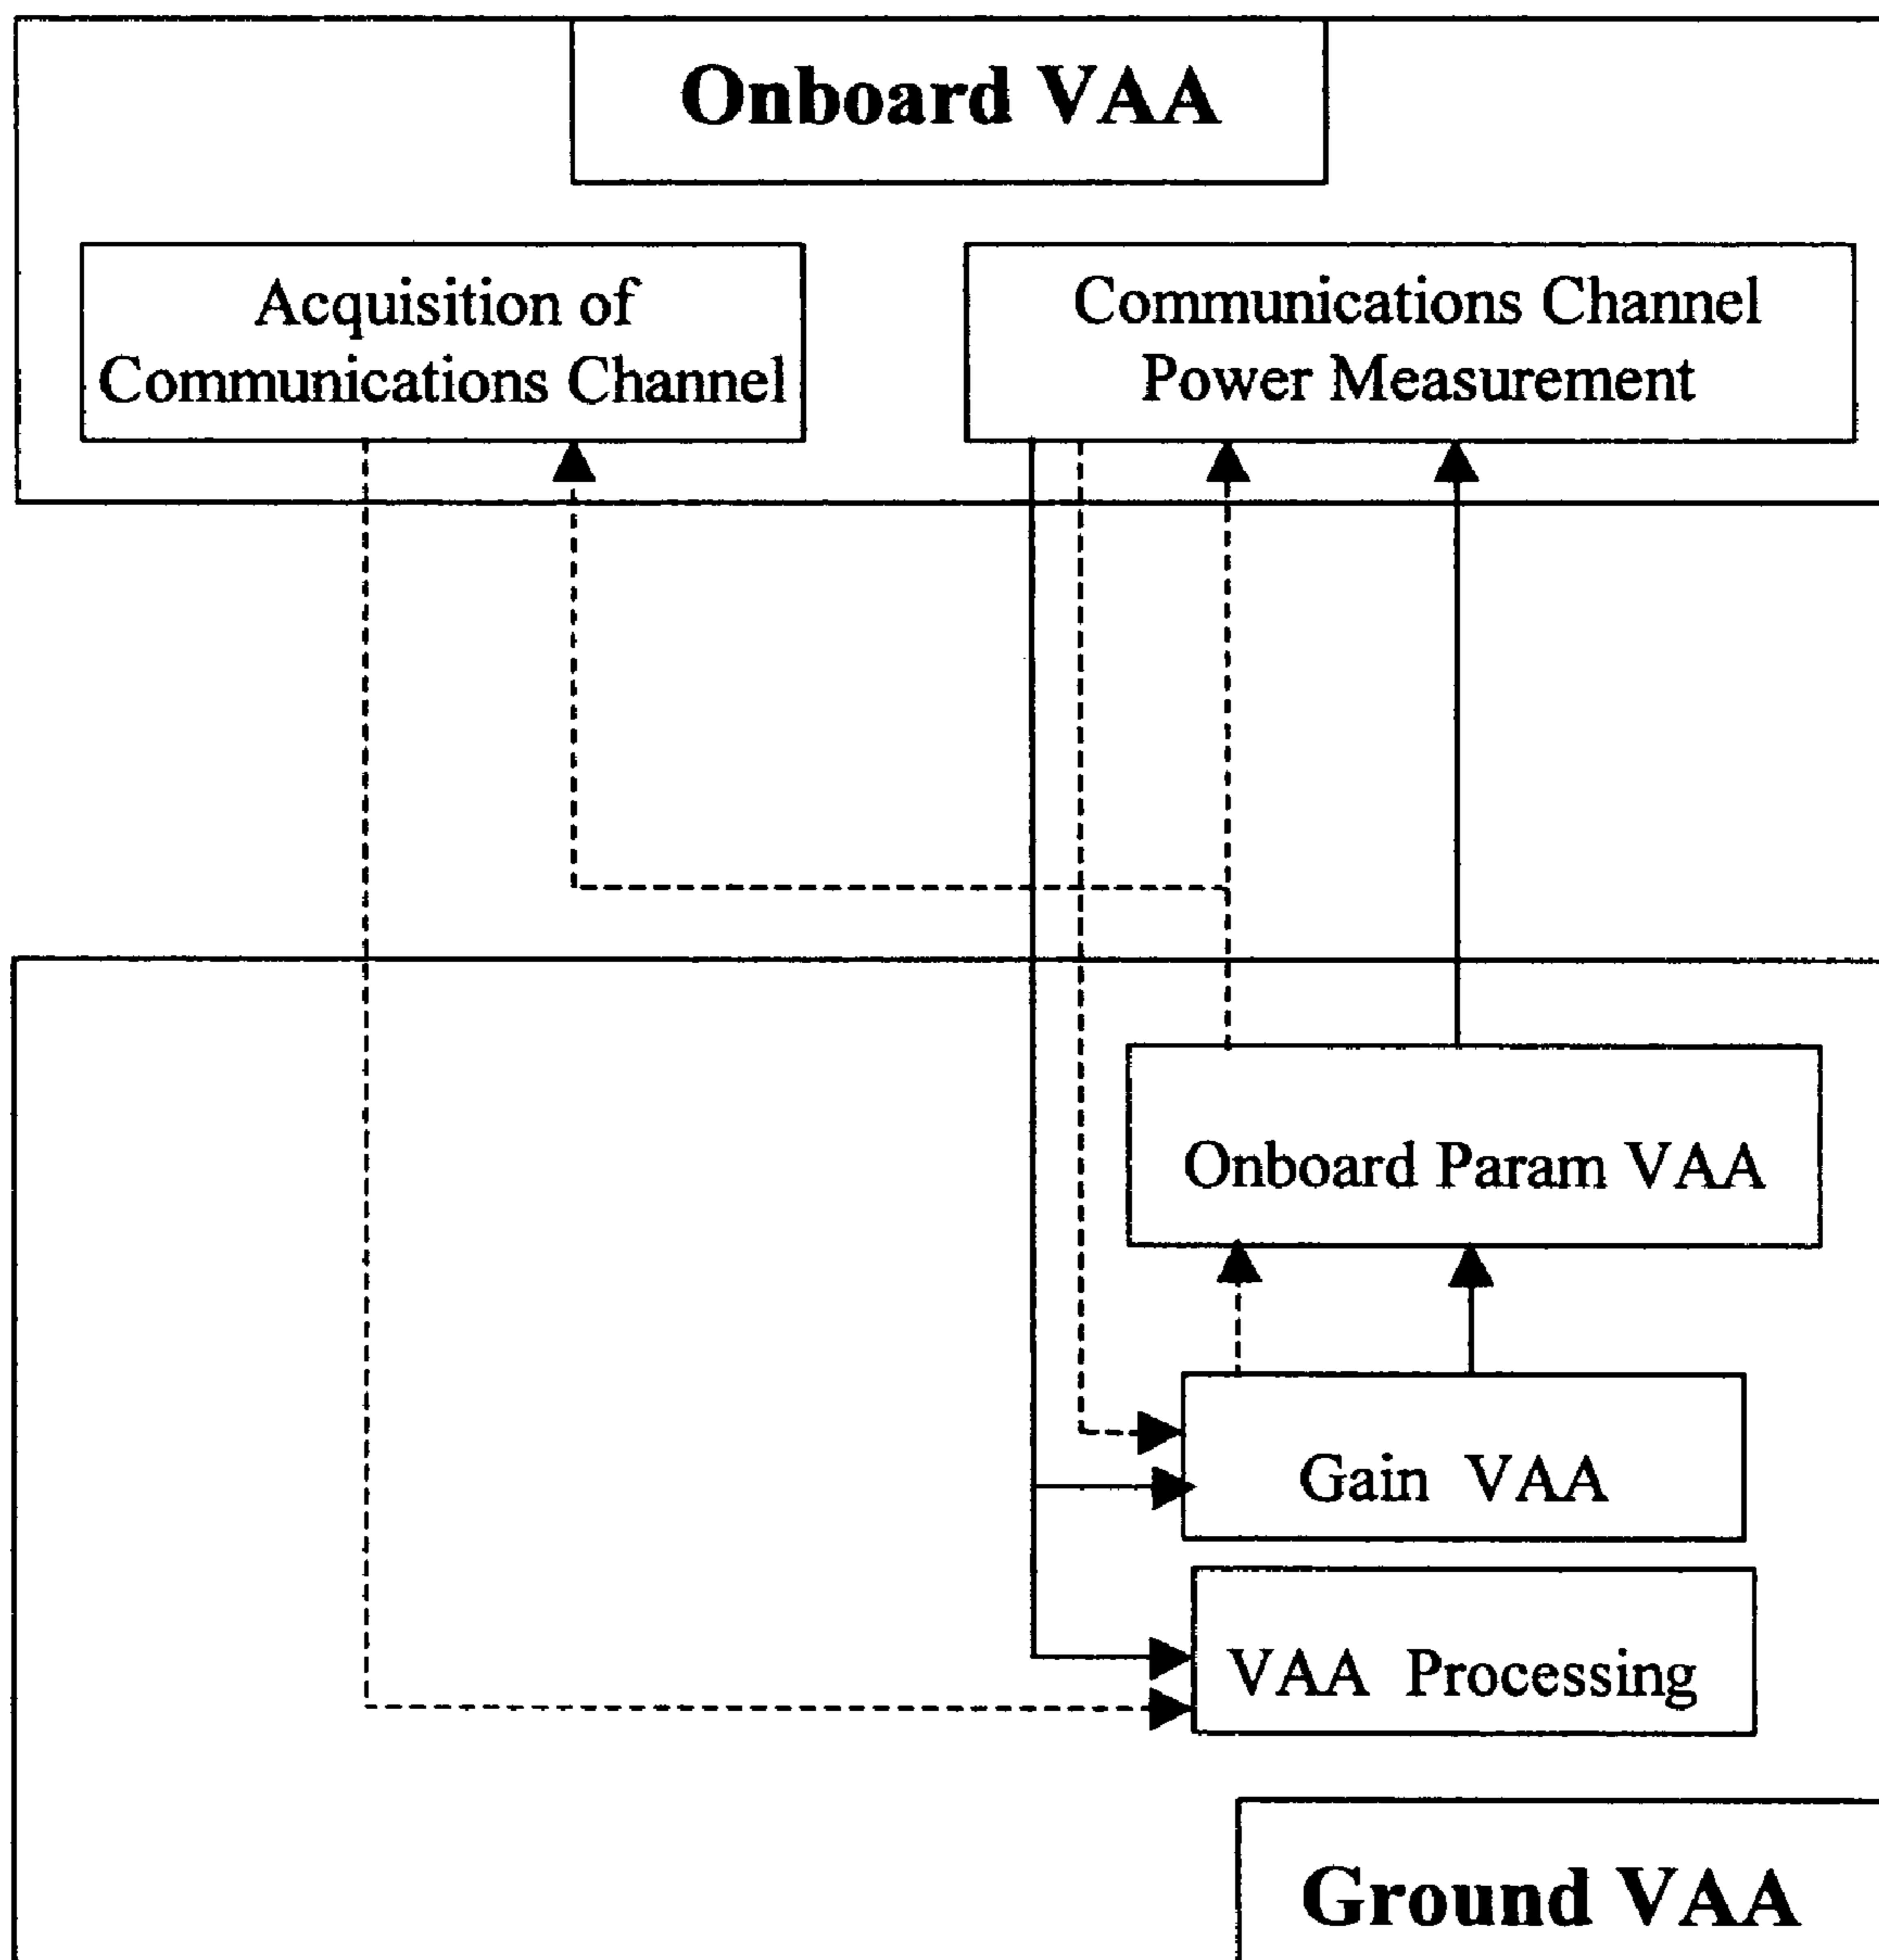 Onboard VAA
Acquisition of
Communications Channel
Communications Channel
Power Measurement
Onboard Param VAA
Gain VAA
VAA Processing
Ground VAA